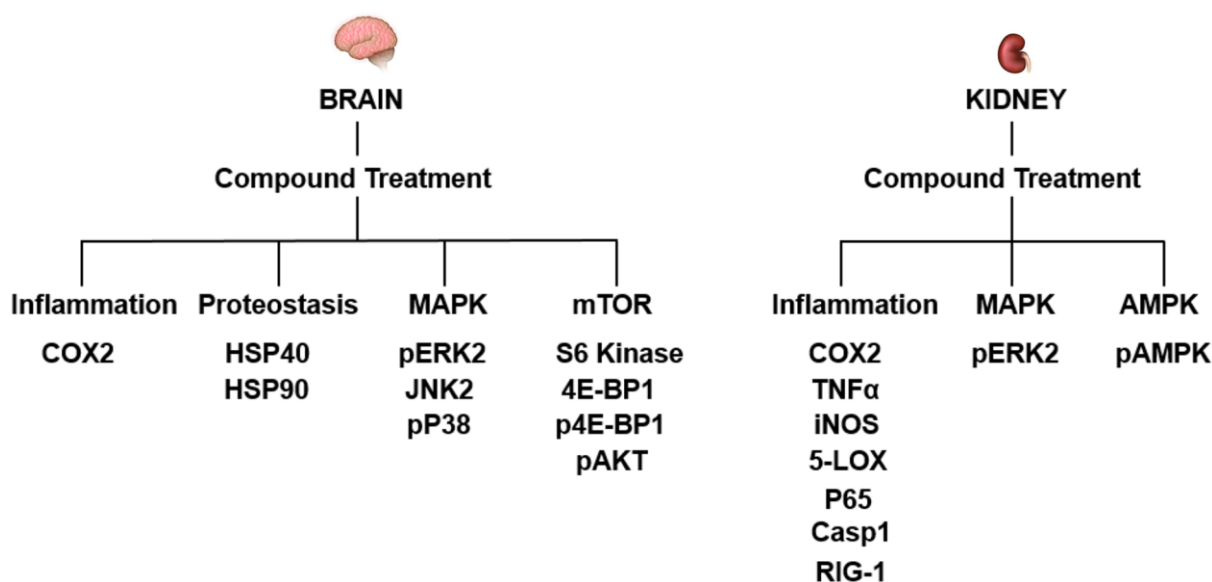 BRAIN
Compound Treatment
Inflammation
COX2
Proteostasis
HSP40
HSP90
MAPK
pERK2
JNK2
pP38
mTOR
S6 Kinase
4E-BP1
p4E-BP1
pAKT
KIDNEY
Compound Treatment
Inflammation
COX2
TNFα
iNOS
5-LOX
P65
Casp1
RIG-1
MAPK
pERK2
AMPK
pAMPK